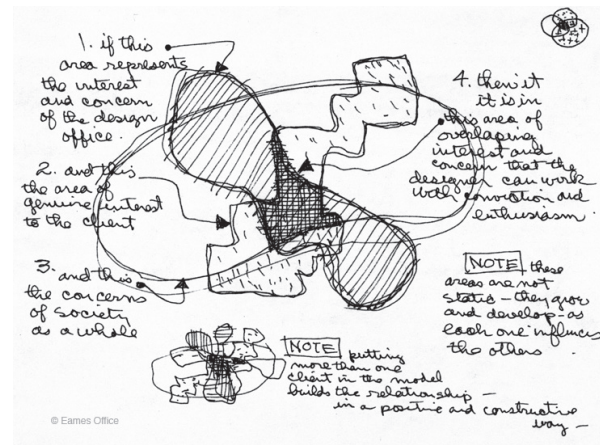 1. if this
area represents
the interest
and concern
of the design
office.
2. and this
the area of
genuine interest
to the client
3. and this
the concerns
of society
as a whole
4. then it
it is in
this area of
overlaping
interest and
concern that the
designer can work
with conviction and
enthusiasm.
NOTE these
areas are not
static – they grow
and develop – as
each one influences
the others.
NOTE putting
more than one
client in the model
builds the relationship –
in a positive and constructive
way –
© Eames Office